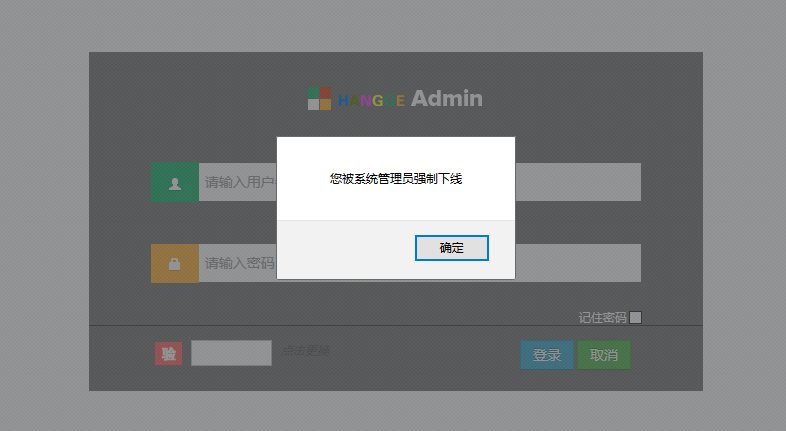 HANGGE Admin
请输入用户
您被系统管理员强制下线
确定
请输入密码
记住密码
验
点击更换
登录
取消